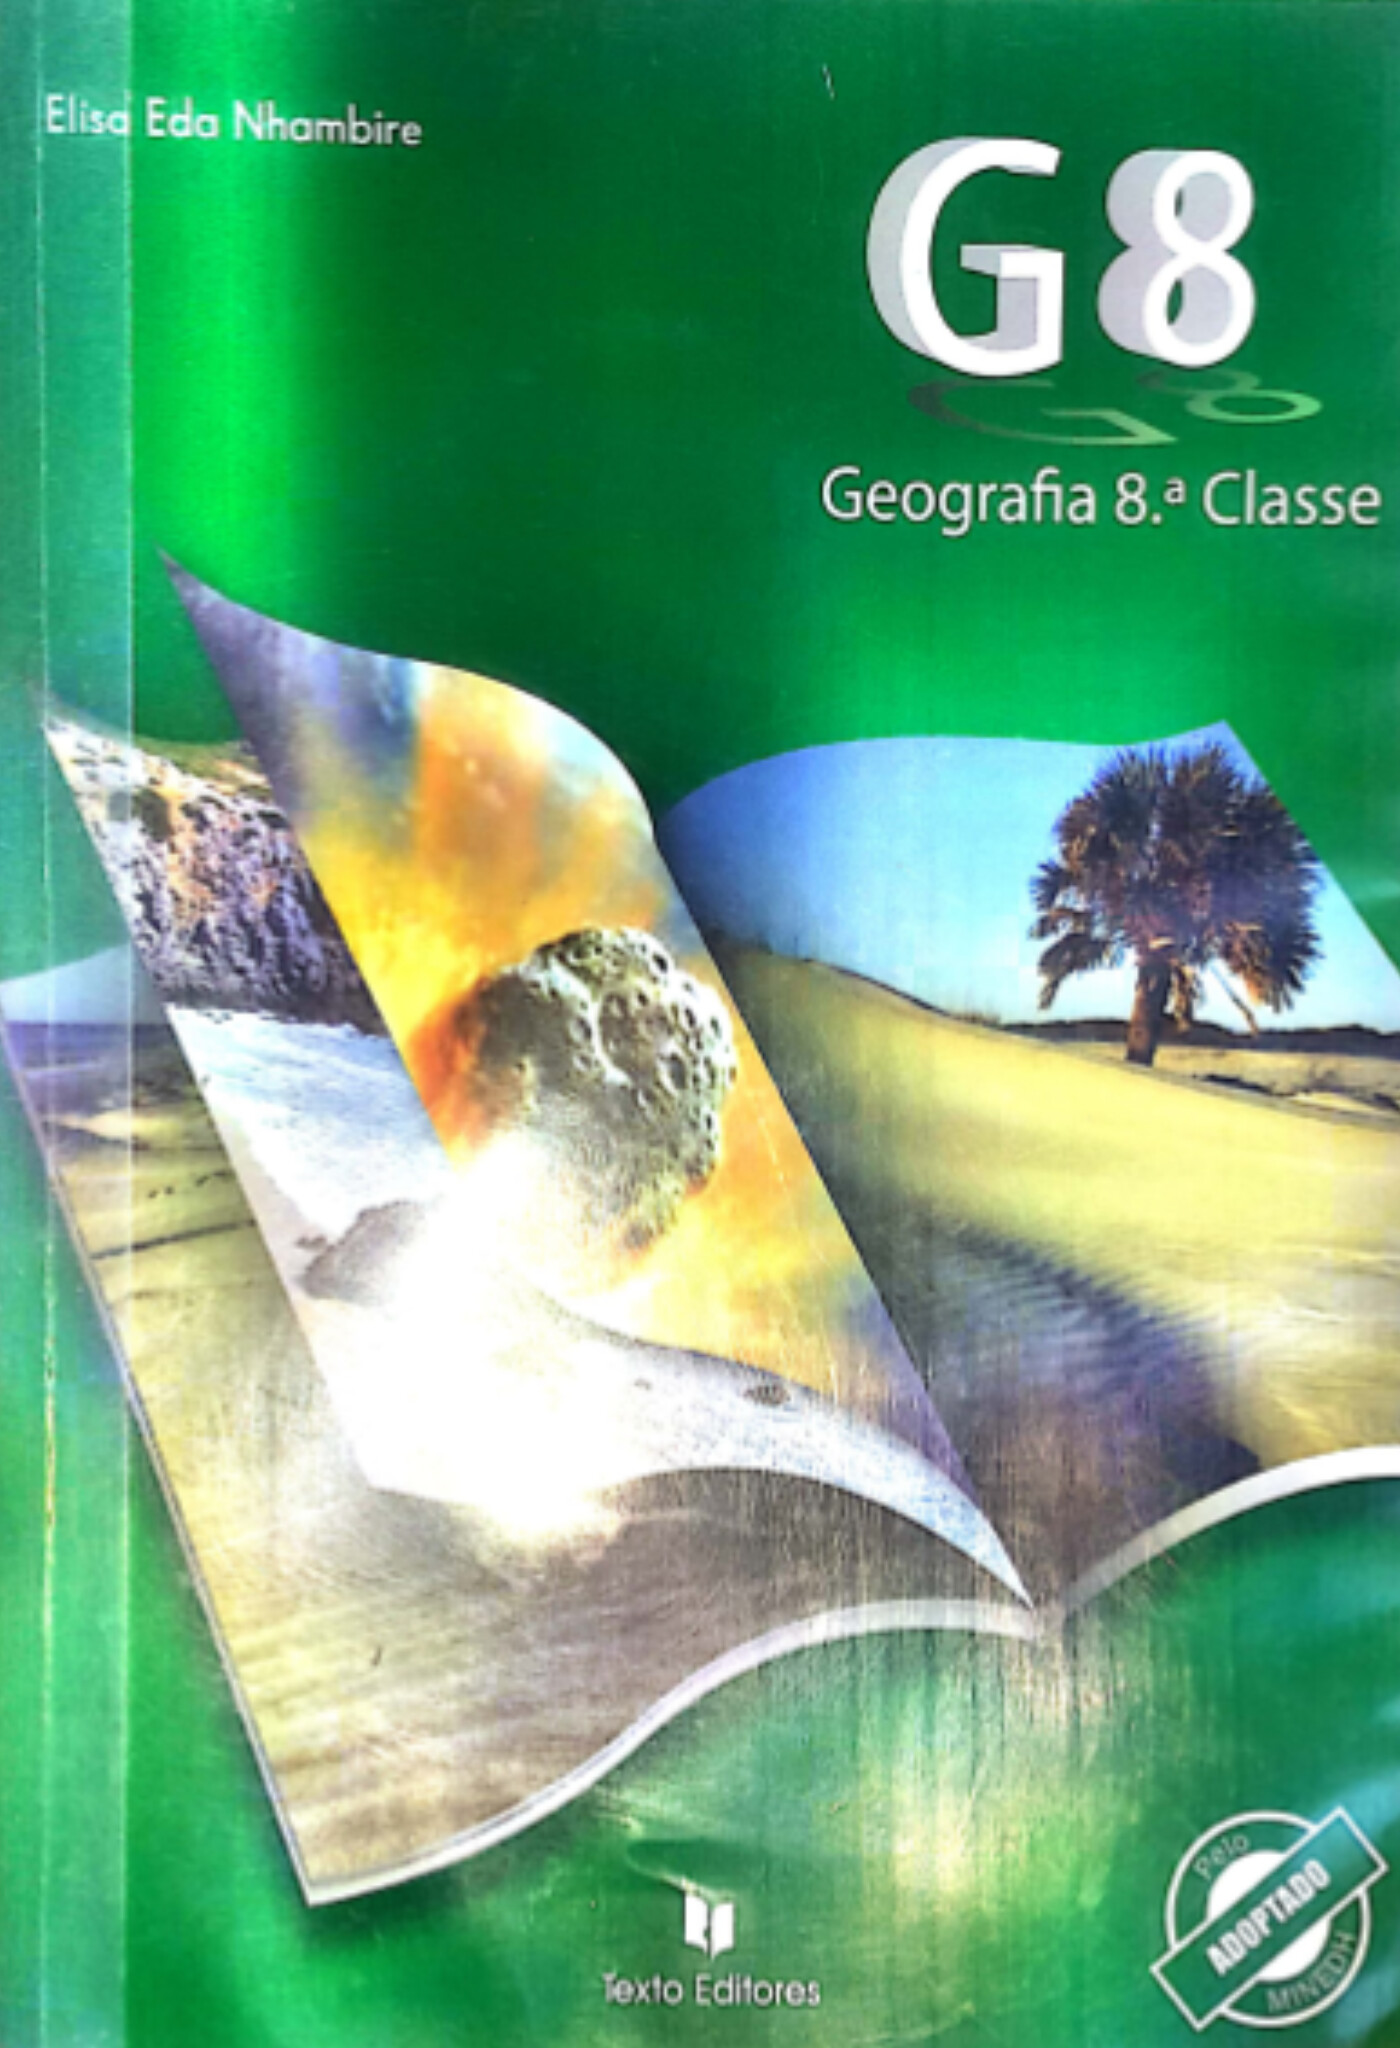 Elisa Eda Nhambire
G8
Geografia 8.ª Classe
Texto Editores
Pelo
ADOPTADO
MINEDH